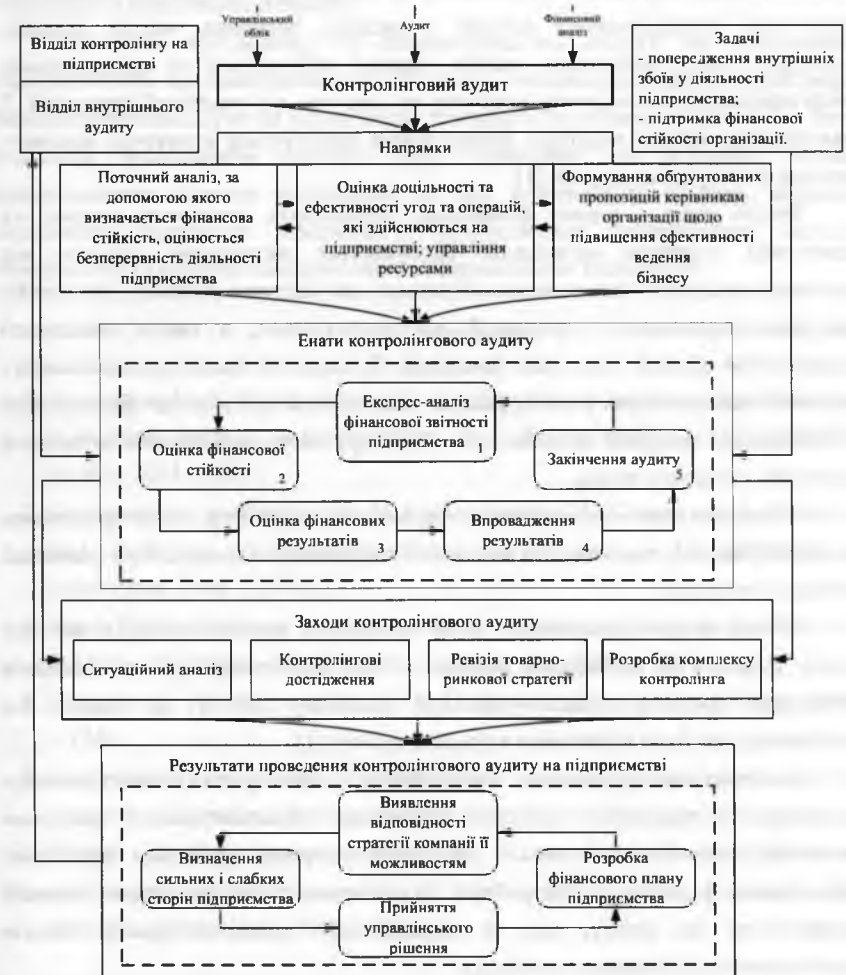 Управлінський
облік
Аудит
Фінансовий
аналіз
Відділ контролінгу на
підприємстві
Відділ внутрішнього
аудиту
Контролінговий аудит
Задачі
- попередження внутрішніх
збоїв у діяльності
підприємства;
- підтримка фінансової
стійкості організації.
Напрямки
Поточний аналіз, за
допомогою якого
визначається фінансова
стійкість, оцінюється
безперервність діяльності
підприємства
Оцінка доцільності та
ефективності угод та операцій,
які здійснюються на
підприємстві; управління
ресурсами
Формування обґрунтованих
пропозицій керівникам
організації щодо
підвищення ефективності
ведення
бізнесу
Енати контролінгового аудиту
Експрес-аналіз
фінансової звітності
підприємства
1
Оцінка фінансової
стійкості
2
Закінчення аудиту
5
Оцінка фінансових
результатів
3
Впровадження
результатів
4
Заходи контролінгового аудиту
Ситуаційний аналіз
Контролінгові
достідження
Ревізія товарно-
ринкової стратегії
Розробка комплексу
контролінга
Результати проведення контролінгового аудиту на підприємстві
Виявлення
відповідності
стратегії компанії її
можливостям
Визначення
сильних і слабких
сторін підприємства
Розробка
фінансового плану
підприємства
Прийняття
управлінського
рішення